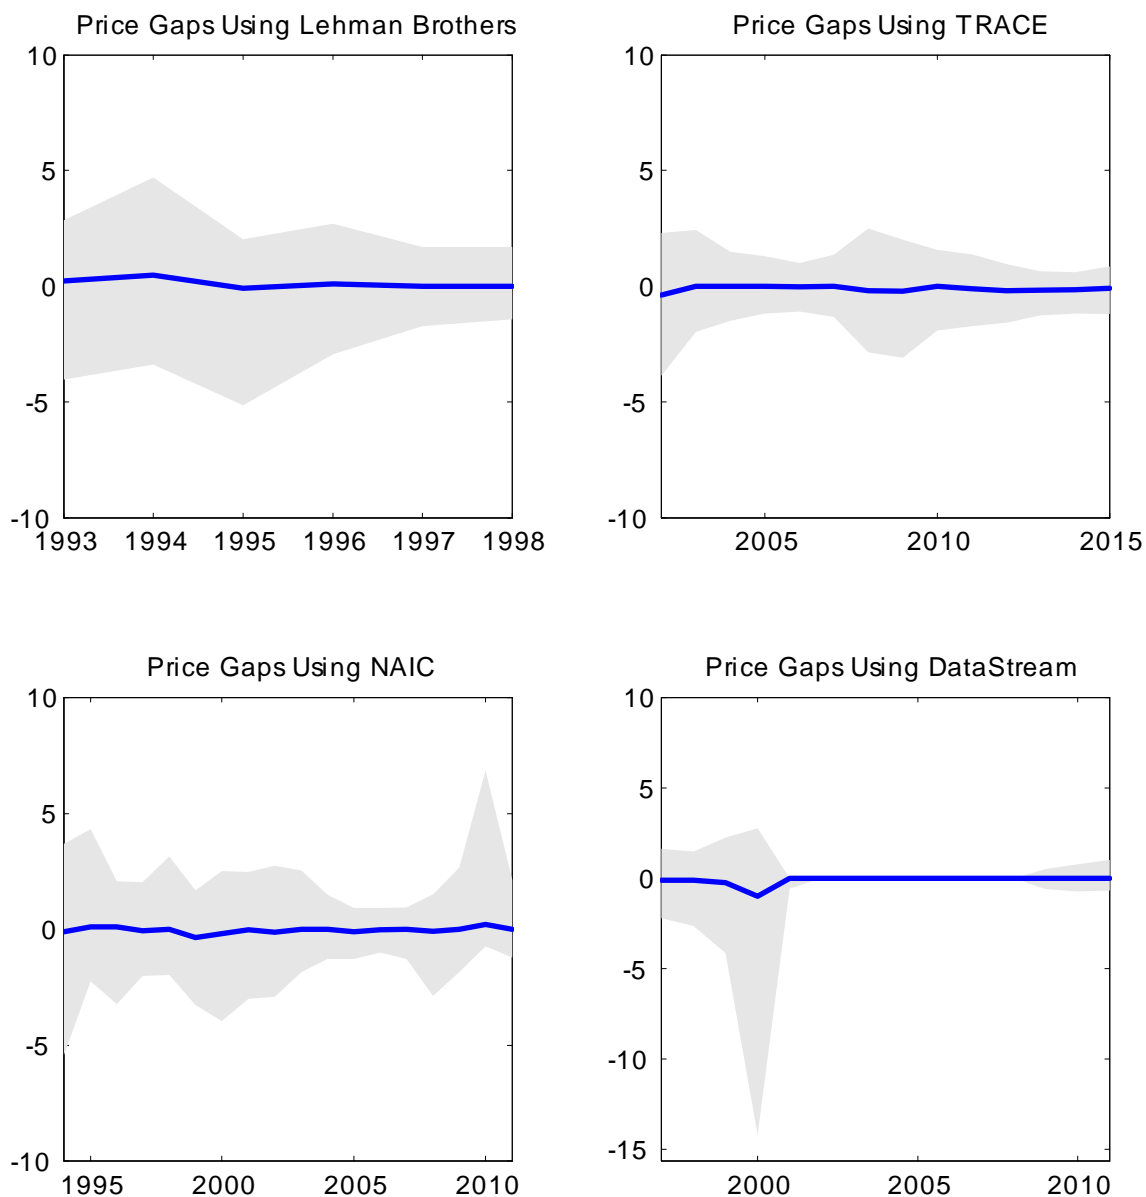 Price Gaps Using Lehman Brothers
10
5
0
-5
-10
1993 1994 1995 1996 1997 1998
Price Gaps Using TRACE
10
5
0
-5
-10
2005 2010 2015
Price Gaps Using NAIC
10
5
0
-5
-10
1995 2000 2005 2010
Price Gaps Using DataStream
10
5
0
-5
-10
-15
2000 2005 2010